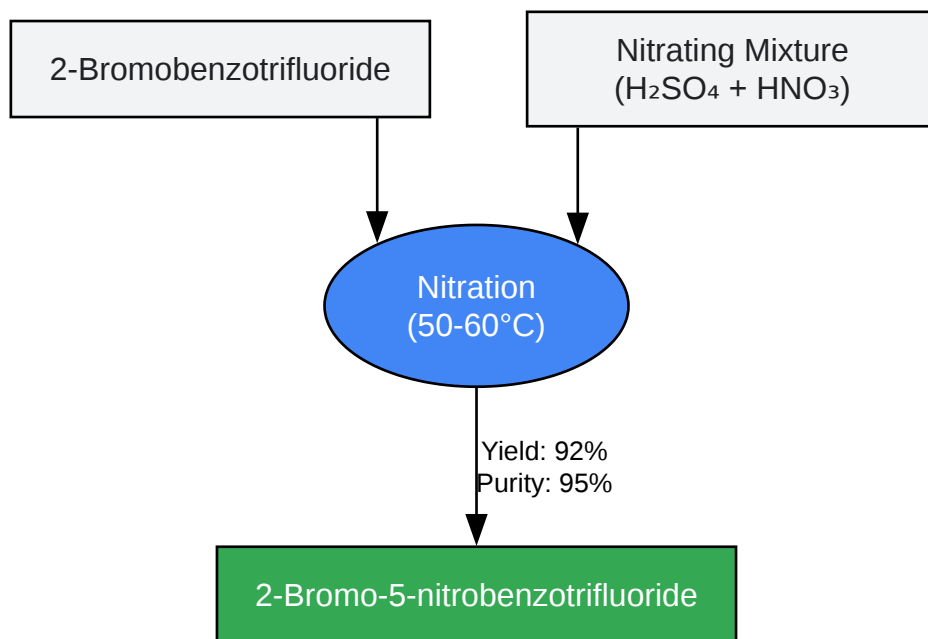 2-Bromobenzotrifluoride
Nitrating Mixture
(H₂SO₄ + HNO₃)
Nitration
(50-60°C)
Yield: 92%
Purity: 95%
2-Bromo-5-nitrobenzotrifluoride